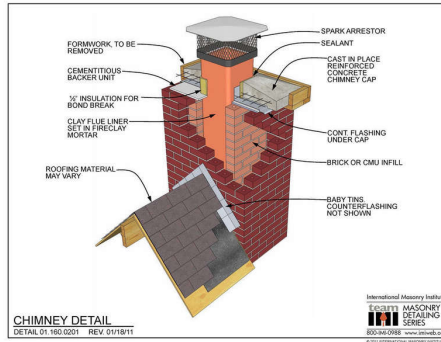 SPARK ARRESTOR
SEALANT
CAST IN PLACE
REINFORCED
CONCRETE
CHIMNEY CAP
CONT. FLASHING
UNDER CAP
BRICK OR CMU INFILL
BABY TINS.
COUNTERFLASHING
NOT SHOWN
FORMWORK, TO BE
REMOVED
CEMENTITIOUS
BACKER UNIT
½" INSULATION FOR
BOND BREAK
CLAY FLUE LINER
SET IN FIRECLAY
MORTAR
ROOFING MATERIAL
MAY VARY
CHIMNEY DETAIL
DETAIL 01.160.0201 REV. 01/18/11
International Masonry Institu
team MASONRY
DETAILING
SERIES
800-IMI-0988 www.imiweb.o